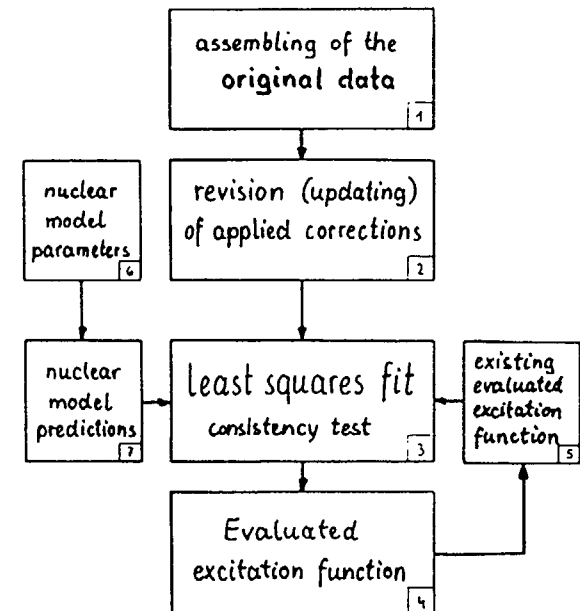 assembling of the
original data
1
revision (updating)
of applied corrections
2
nuclear
model
parameters
6
nuclear
model
predictions
7
least squares fit
consistency test
3
existing
evaluated
excitation
function
5
Evaluated
excitation function
4